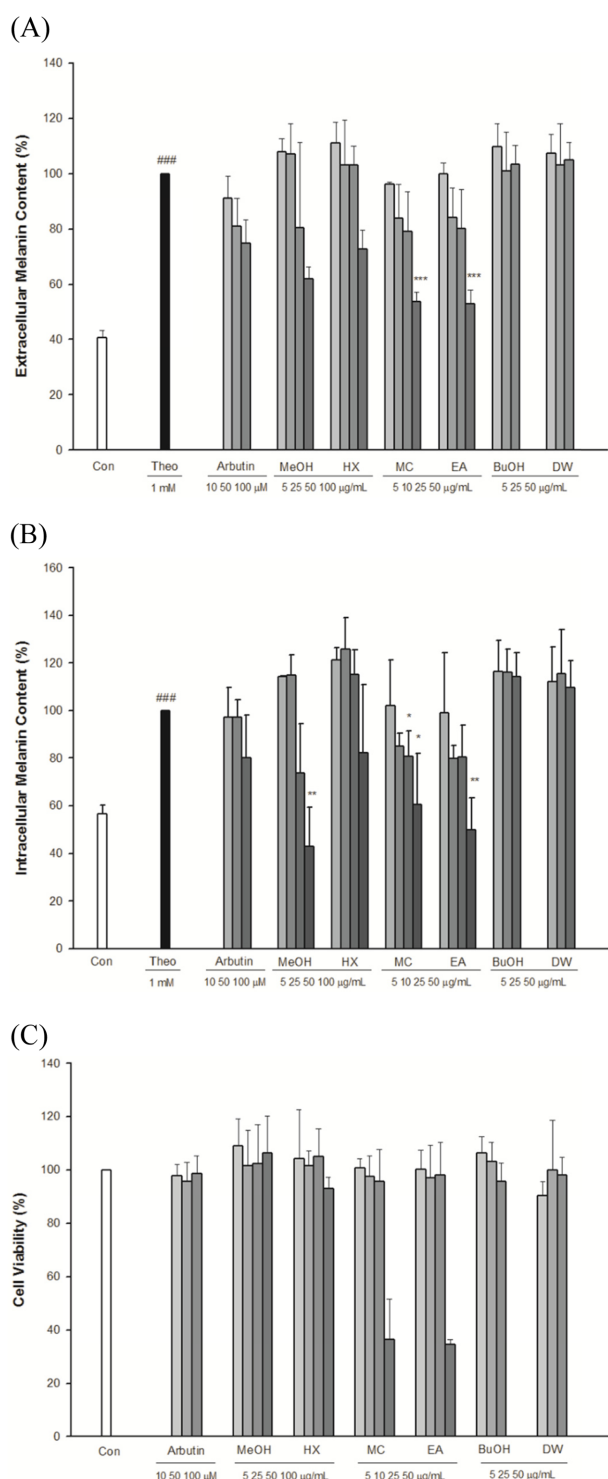 (A)
140
120
100
80
60
40
20
0
Extracellular Melanin Content (%)
###
***
***
Con Theo Arbutin MeOH HX MC EA BuOH DW
1 mM 10 50 100 μM 5 25 50 100 μg/mL 5 10 25 50 μg/mL 5 25 50 μg/mL
(B)
160
140
120
100
80
60
40
20
0
Intracellular Melanin Content (%)
###
**
*
*
**
Con Theo Arbutin MeOH HX MC EA BuOH DW
1 mM 10 50 100 μM 5 25 50 100 μg/mL 5 10 25 50 μg/mL 5 25 50 μg/mL
(C)
140
120
100
80
60
40
20
0
Cell Viability (%)
Con Arbutin MeOH HX MC EA BuOH DW
10 50 100 μM 5 25 50 100 μg/mL 5 10 25 50 μg/mL 5 25 50 μg/mL